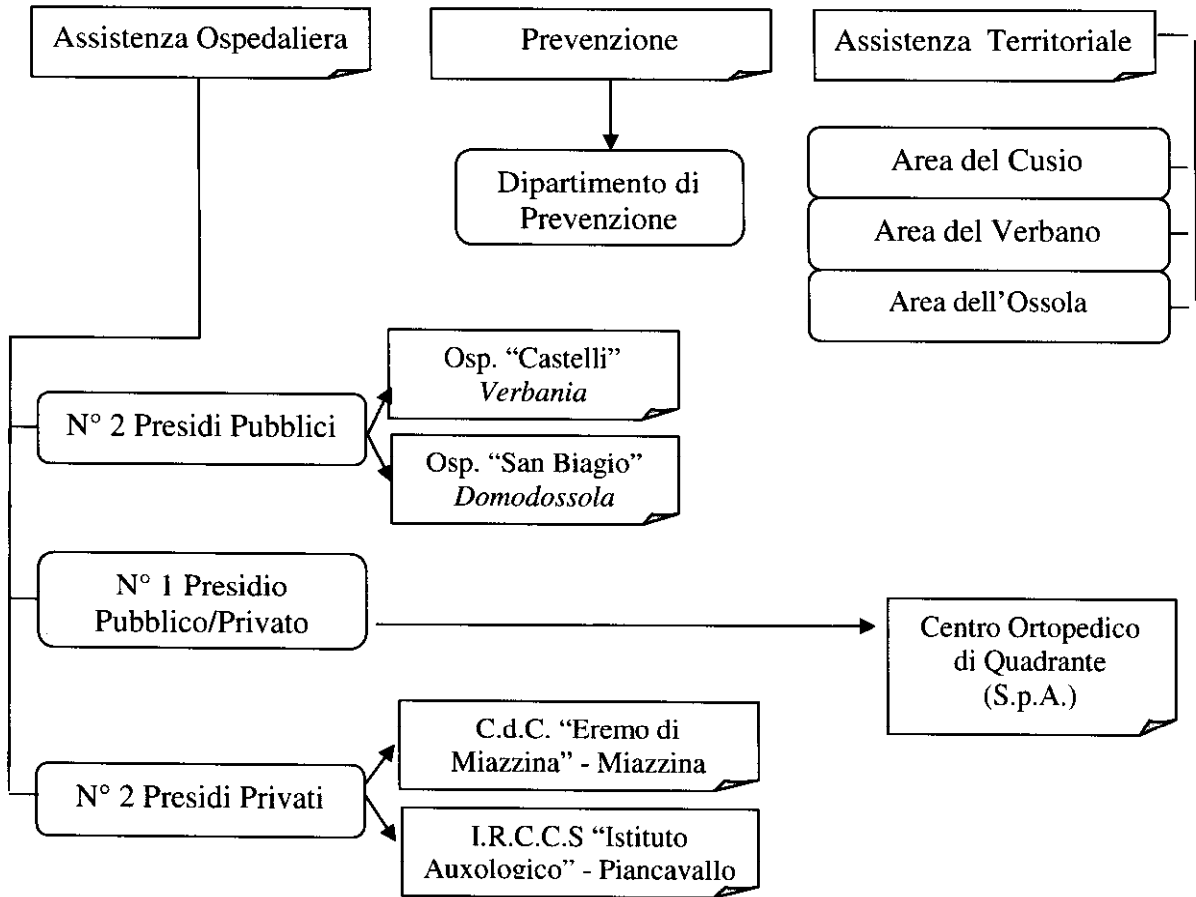 Assistenza Ospedaliera
Prevenzione
Assistenza Territoriale
Dipartimento di
Prevenzione
Area del Cusio
Area del Verbano
Area dell'Ossola
N° 2 Presidi Pubblici
Osp. “Castelli”
Verbania
Osp. “San Biagio”
Domodossola
N° 1 Presidio
Pubblico/Privato
Centro Ortopedico
di Quadrante
(S.p.A.)
N° 2 Presidi Privati
C.d.C. “Eremo di
Miazzina” - Miazzina
I.R.C.C.S “Istituto
Auxologico” - Piancavallo